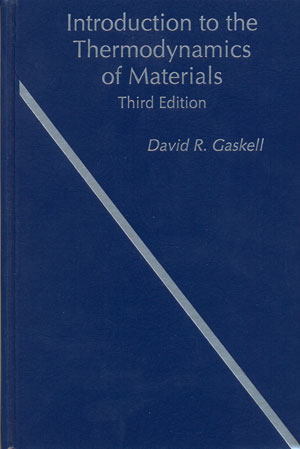 Introduction to the
Thermodynamics
of Materials
Third Edition
David R. Gaskell